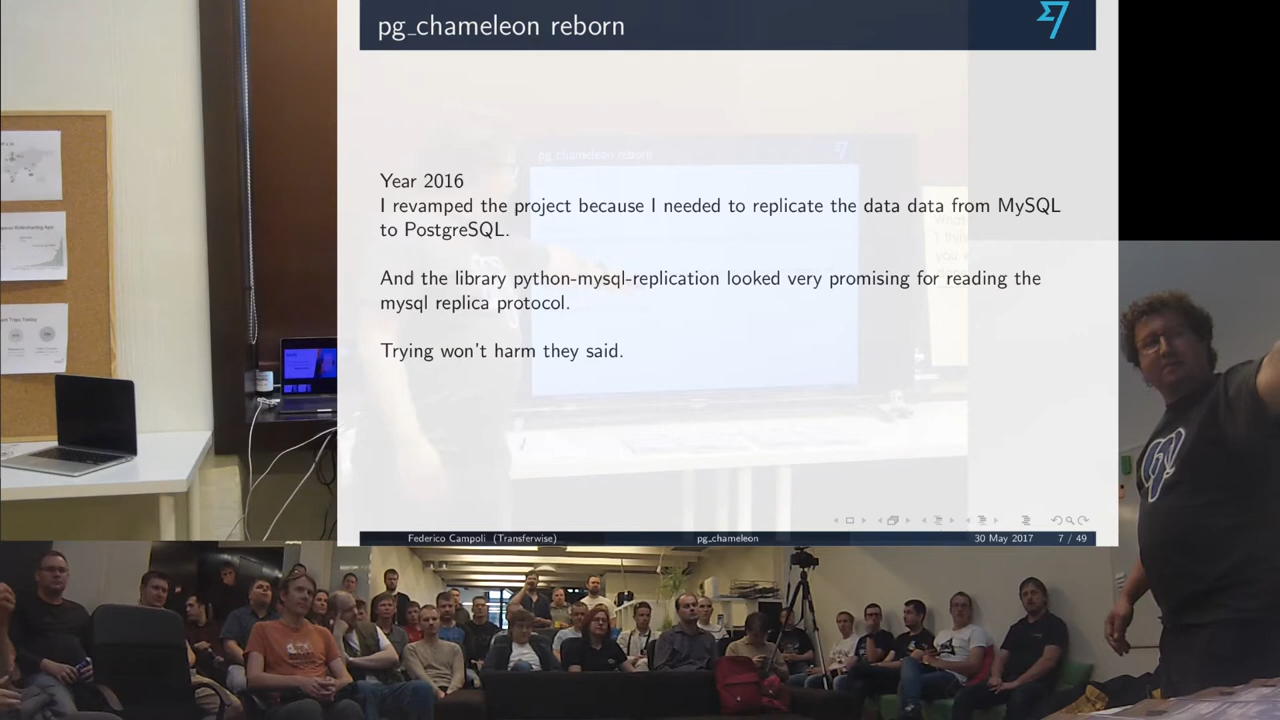 pg_chameleon reborn
pg_chameleon reborn
Year 2016
I revamped the project because I needed to replicate the data data from MySQL
to PostgreSQL.
And the library python-mysql-replication looked very promising for reading the
mysql replica protocol.
Trying won't harm they said.
Federico Campoli (Transferwise)
pg_chameleon
30 May 2017
7 / 49